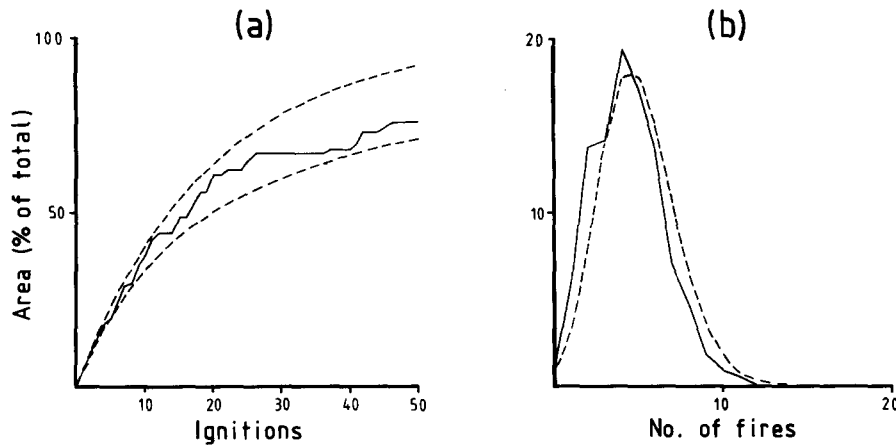 (a)
100
50
Area (% of total)
10 20 30 40 50
Ignitions
(b)
20
10
10 20
No. of fires